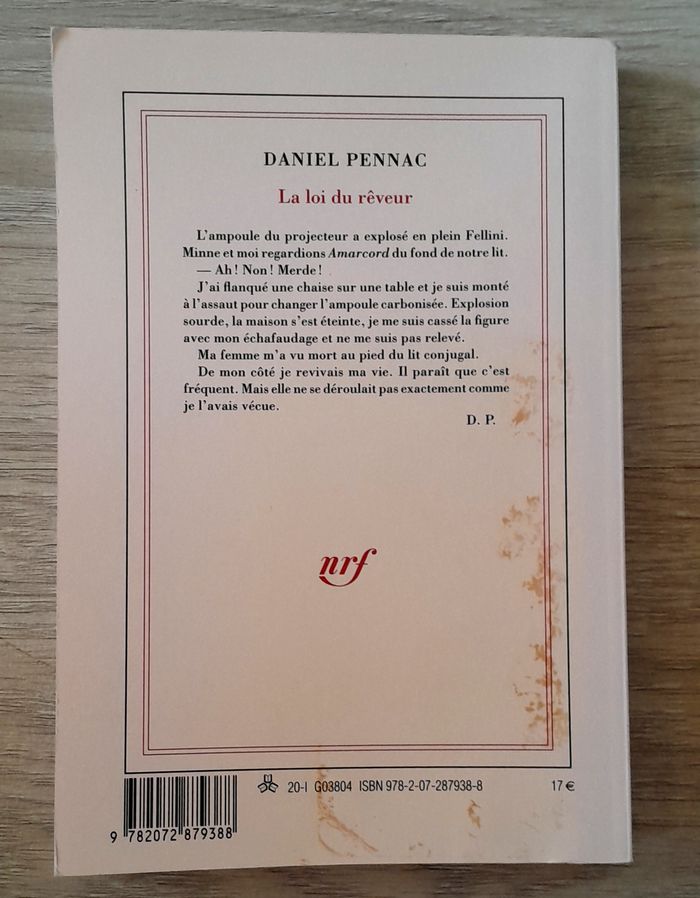 DANIEL PENNAC
La loi du rêveur
L'ampoule du projecteur a explosé en plein Fellini.
Minne et moi regardions Amarcord du fond de notre lit.
— Ah ! Non ! Merde !
J'ai flanqué une chaise sur une table et je suis monté
à l'assaut pour changer l'ampoule carbonisée. Explosion
sourde, la maison s'est éteinte, je me suis cassé la figure
avec mon échafaudage et ne me suis pas relevé.
Ma femme m'a vu mort au pied du lit conjugal.
De mon côté je revivais ma vie. Il paraît que c'est
fréquent. Mais elle ne se déroulait pas exactement comme
je l'avais vécue.
D. P.
nrf
20-I G03804 ISBN 978-2-07-287938-8 17 €
9 782072 879388